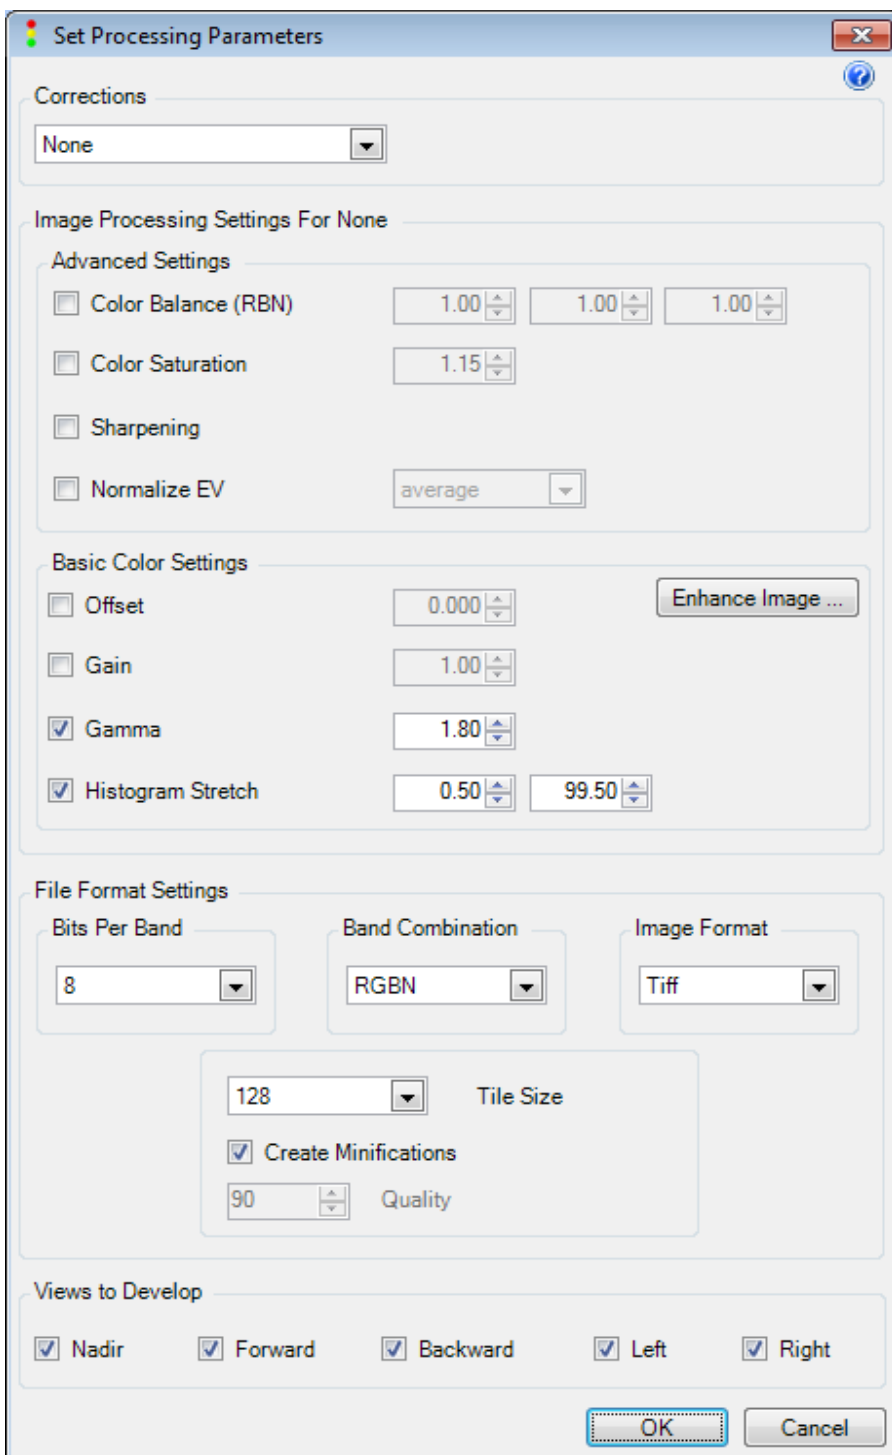 Set Processing Parameters
Corrections
None
Image Processing Settings For None
Advanced Settings
Color Balance (RBN) 1.00 1.00 1.00
Color Saturation 1.15
Sharpening
Normalize EV average
Basic Color Settings
Offset 0.000 Enhance Image ...
Gain 1.00
Gamma 1.80
Histogram Stretch 0.50 99.50
File Format Settings
Bits Per Band Band Combination Image Format
8 RGBN Tiff
128 Tile Size
Create Minifications
90 Quality
Views to Develop
Nadir Forward Backward Left Right
OK Cancel